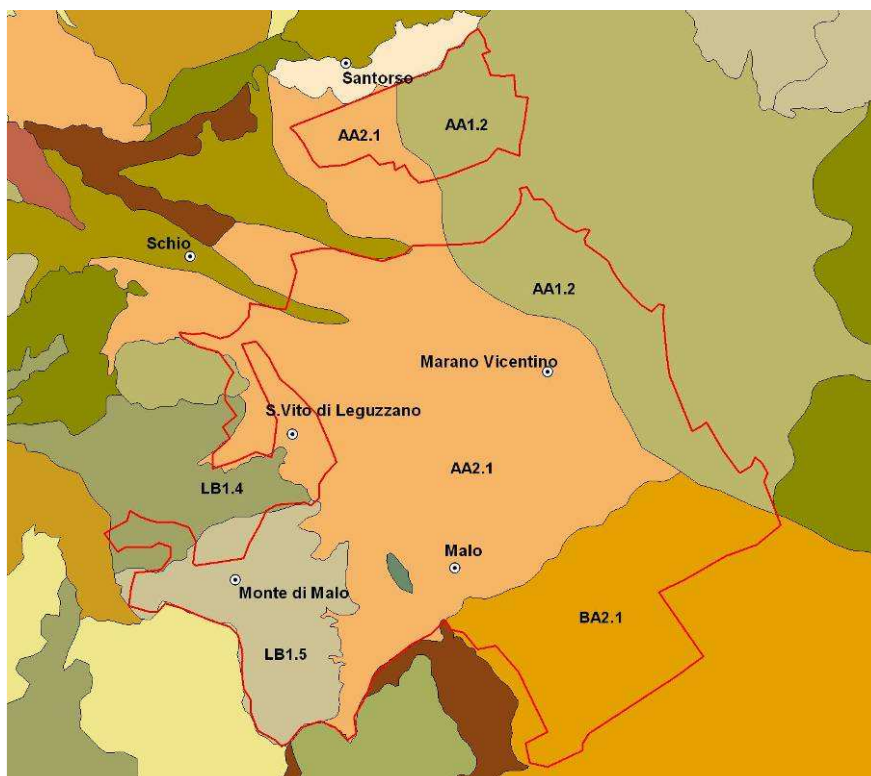 Santorso
AA2.1
AA1.2
Schio
AA1.2
Marano Vicentino
S.Vito di Leguzzano
AA2.1
LB1.4
Malo
Monte di Malo
BA2.1
LB1.5